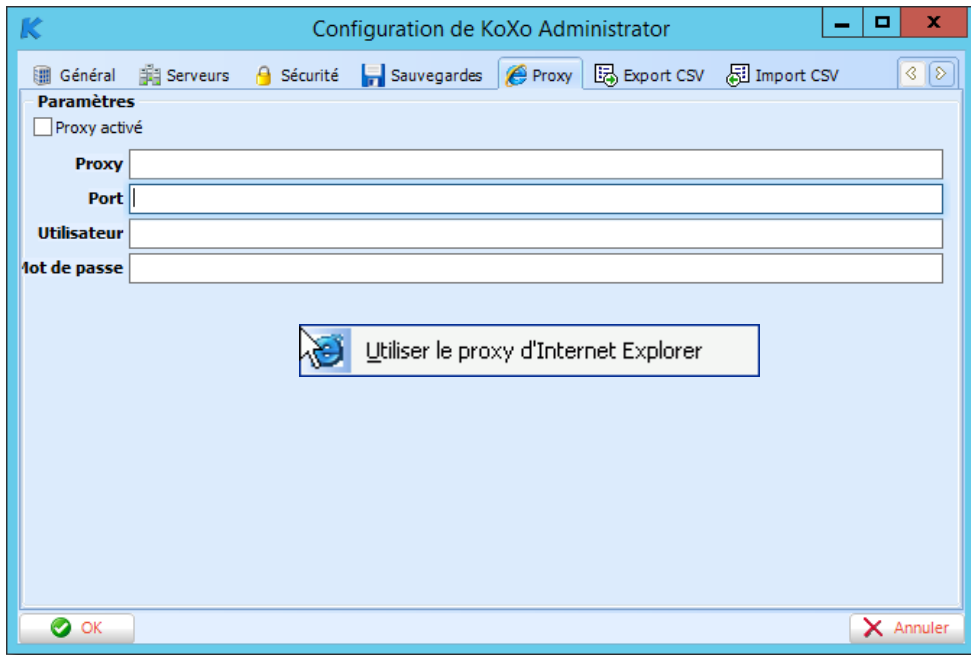 Configuration de KoXo Administrator
Général Serveurs Sécurité Sauvegardes Proxy Export CSV Import CSV
Paramètres
Proxy activé
Proxy
Port
Utilisateur
Mot de passe
Utiliser le proxy d'Internet Explorer
OK Annuler